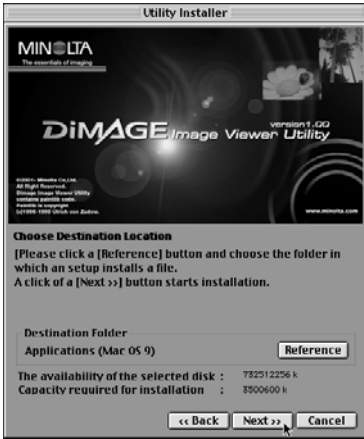 Utility Installer
MINOLTA
The essentials of imaging
DiMAGE Image Viewer Utility
version1.00
©2001- Minolta Co.,Ltd.
All Right Reserved.
Dimage Image Viewer Utility
contains paintlib code.
Paintlib is copyright
(c)1996-1999 Ulrich von Zadow.
www.minolta.com
Choose Destination Location
[Please click a [Reference] button and choose the folder in
which an setup installs a file.
A click of a [Next >>] button starts installation.
Destination Folder
Applications (Mac OS 9)
Reference
The availability of the selected disk : 732512256 k
Capacity required for installation : 3500600 k
<< Back Next >> Cancel